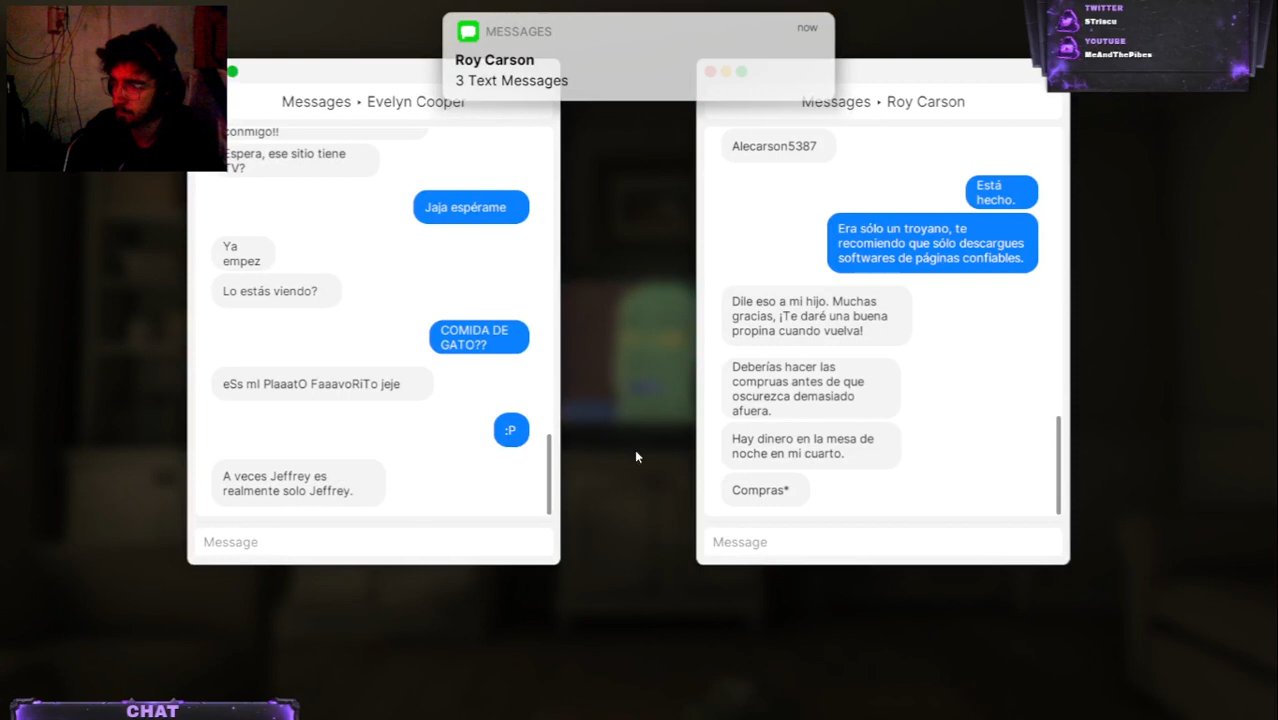 TWITTER
STriscu
YOUTUBE
MeAndThePibes
MESSAGES
now
Roy Carson
3 Text Messages
Messages ▸ Evelyn Cooper
conmigo!!
Espera, ese sitio tiene
TV?
Jaja espérame
Ya
empez
Lo estás viendo?
COMIDA DE
GATO??
eSs mI PlaaatO FaaavoRiTo jeje
:P
A veces Jeffrey es
realmente solo Jeffrey.
Message
Messages ▸ Roy Carson
Alecarson5387
Está
hecho.
Era sólo un troyano, te
recomiendo que sólo descargues
softwares de páginas confiables.
Dile eso a mi hijo. Muchas
gracias, ¡Te daré una buena
propina cuando vuelva!
Deberías hacer las
compruas antes de que
oscurezca demasiado
afuera.
Hay dinero en la mesa de
noche en mi cuarto.
Compras*
Message
CHAT